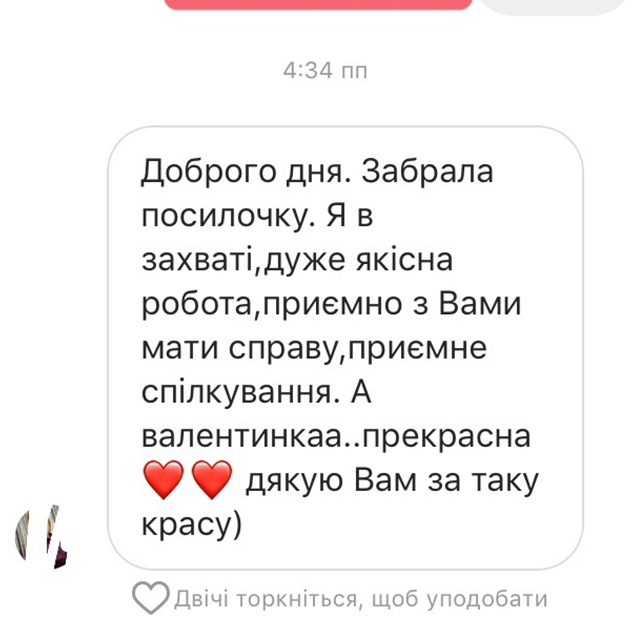 4:34 пп
Доброго дня. Забрала
посилочку. Я в
захваті,дуже якісна
робота,приємно з Вами
мати справу,приємне
спілкування. А
валентинкаа..прекрасна
❤️❤️ дякую Вам за таку
красу)
Двічі торкніться, щоб уподобати